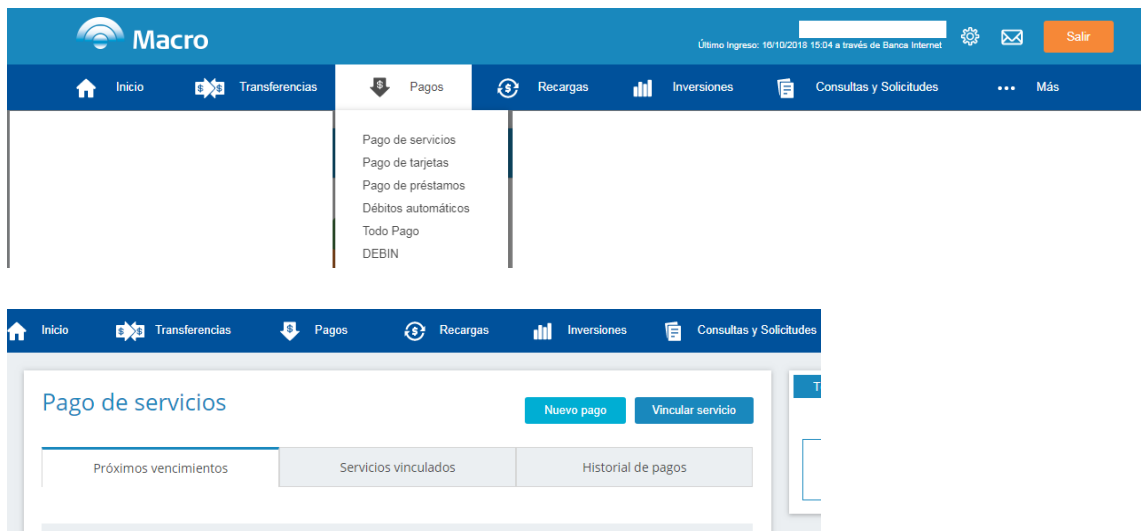 Macro
Último Ingreso: 16/10/2018 15:04 a través de Banca Internet
Salir
Inicio
Transferencias
Pagos
Recargas
Inversiones
Consultas y Solicitudes
Más
Pago de servicios
Pago de tarjetas
Pago de préstamos
Débitos automáticos
Todo Pago
DEBIN
Inicio
Transferencias
Pagos
Recargas
Inversiones
Consultas y Solicitudes
Pago de servicios
Nuevo pago
Vincular servicio
T
Próximos vencimientos
Servicios vinculados
Historial de pagos